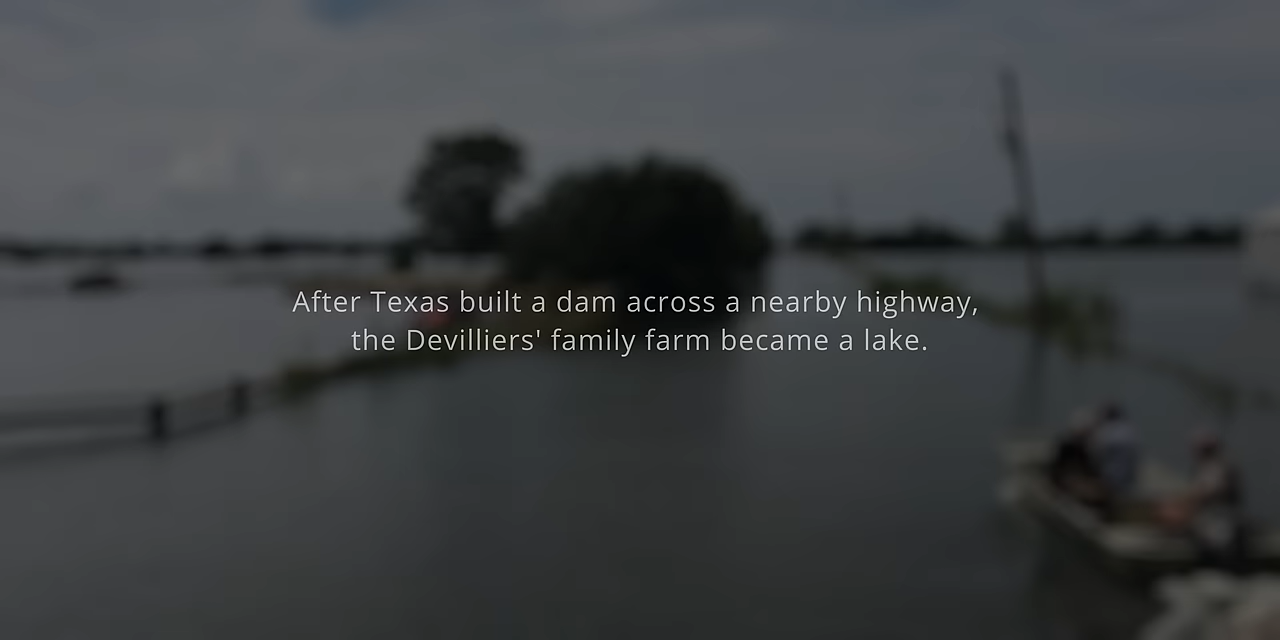 After Texas built a dam across a nearby highway,
the Devilliers' family farm became a lake.